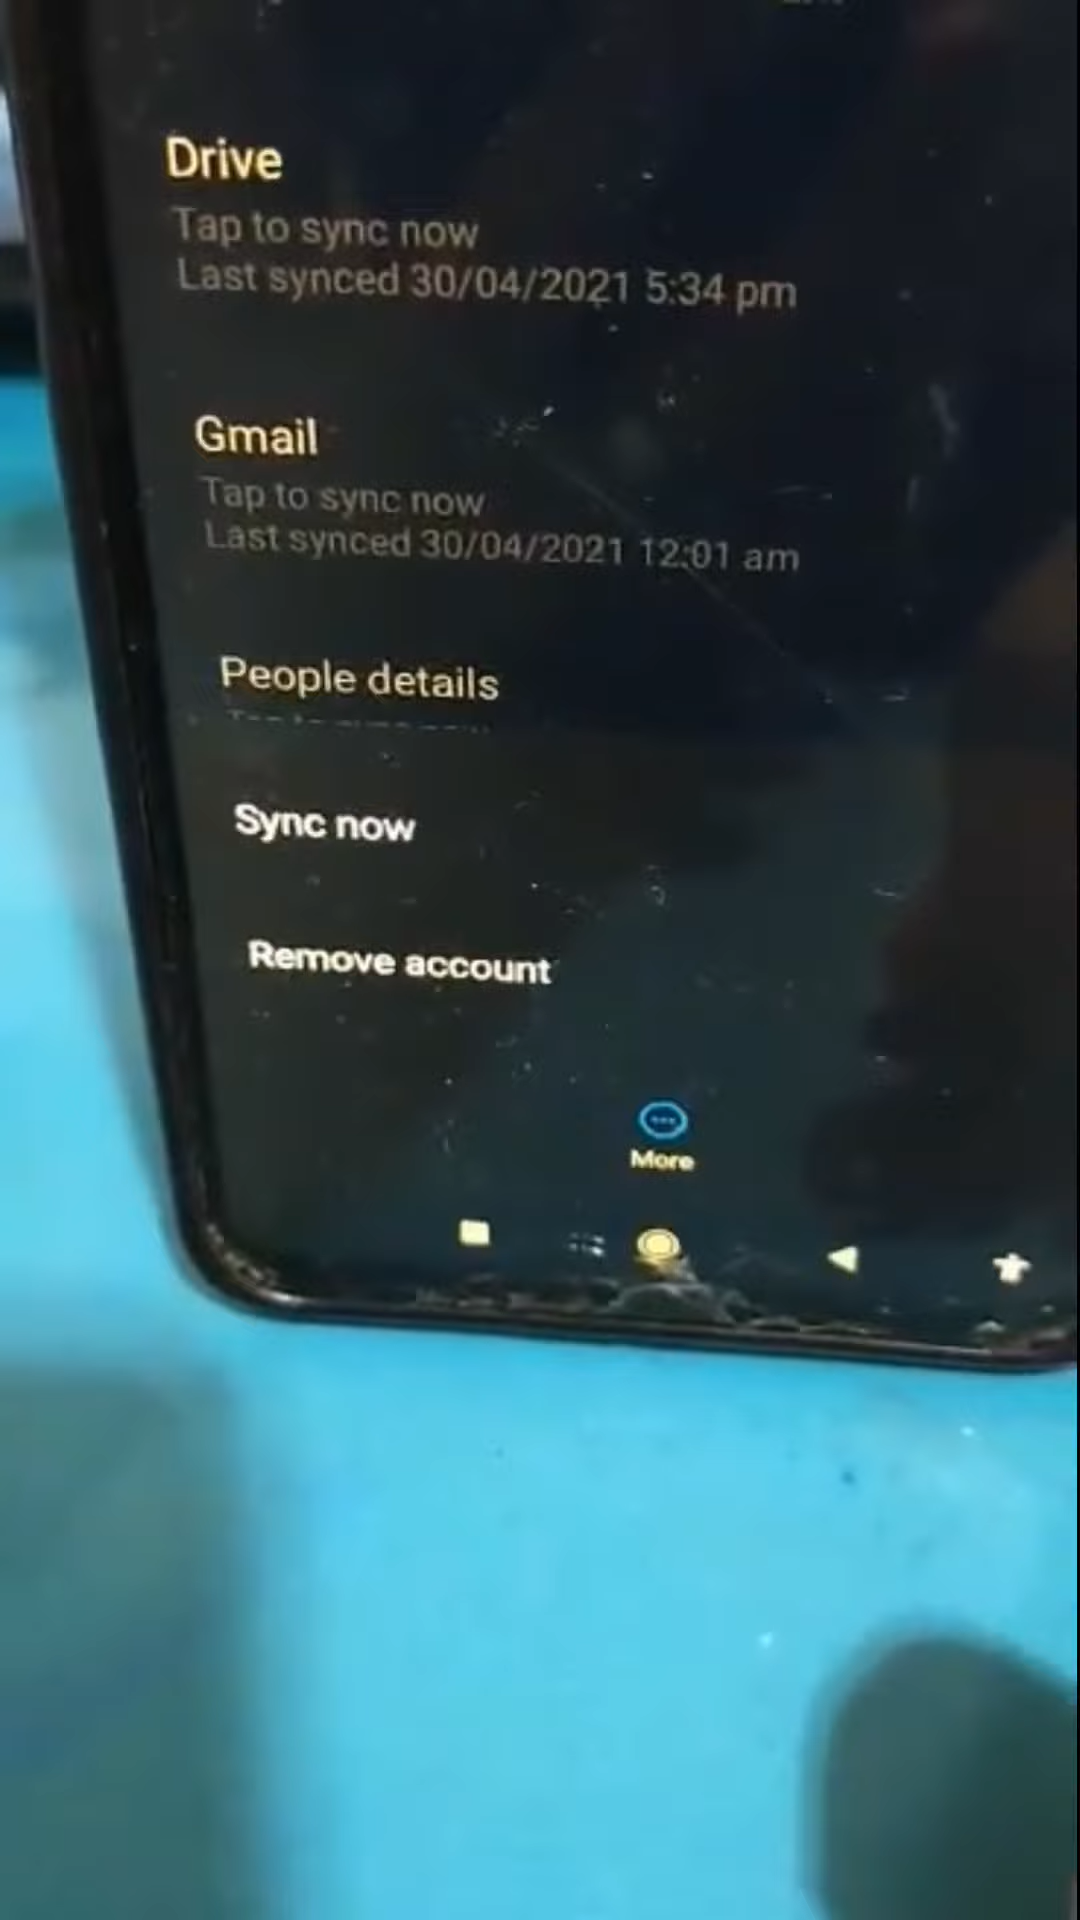 Drive
Tap to sync now
Last synced 30/04/2021 5:34 pm
Gmail
Tap to sync now
Last synced 30/04/2021 12:01 am
People details
Sync now
Remove account
More